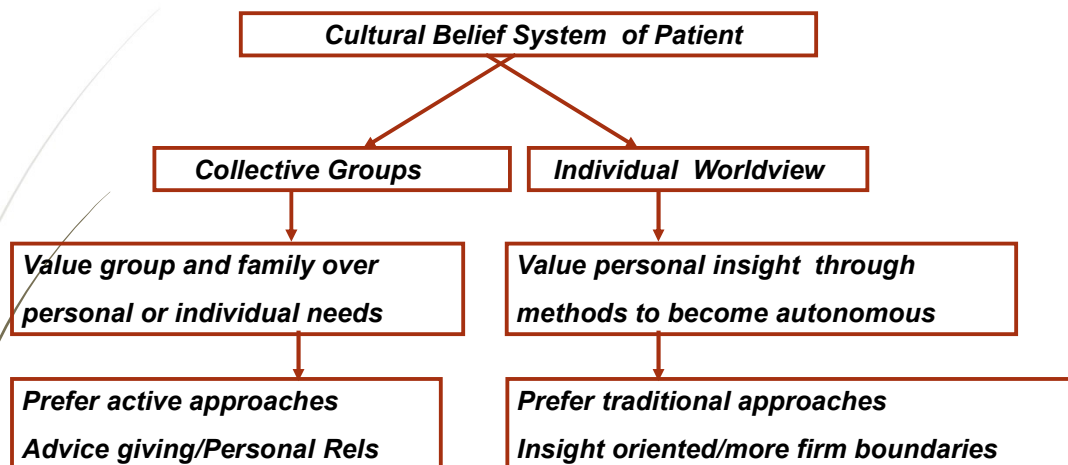 Cultural Belief System of Patient
Collective Groups
Individual Worldview
Value group and family over
personal or individual needs
Value personal insight through
methods to become autonomous
Prefer active approaches
Advice giving/Personal Rels
Prefer traditional approaches
Insight oriented/more firm boundaries